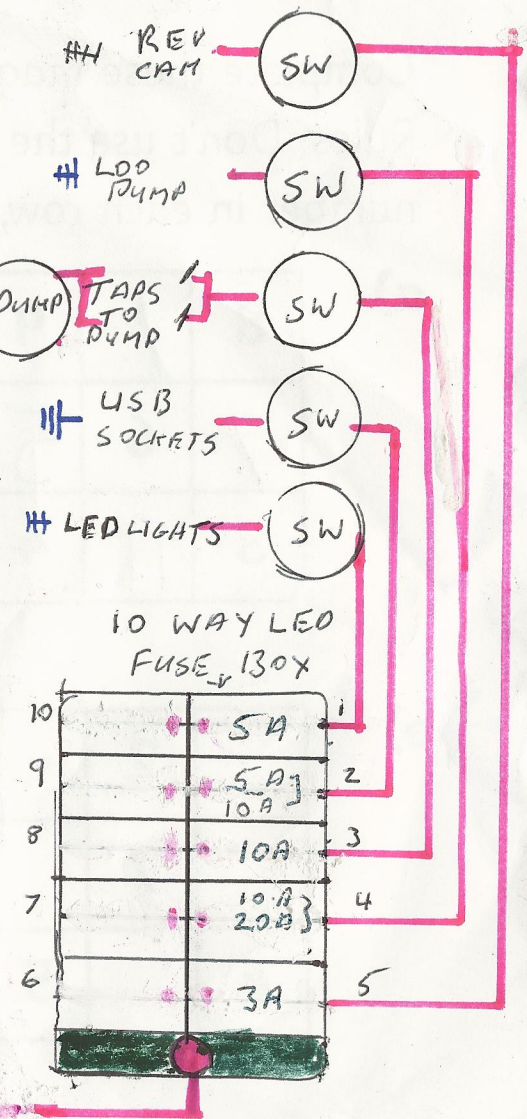 REV
CAM
SW
LOO
PUMP
SW
PUMP
TAPS
TO
PUMP
SW
USB
SOCKETS
SW
LED LIGHTS
SW
10 WAY LED
FUSE BOX
10 5A 1
9 5A 2
10A
8 10A 3
7 10A 4
20A
6 3A 5